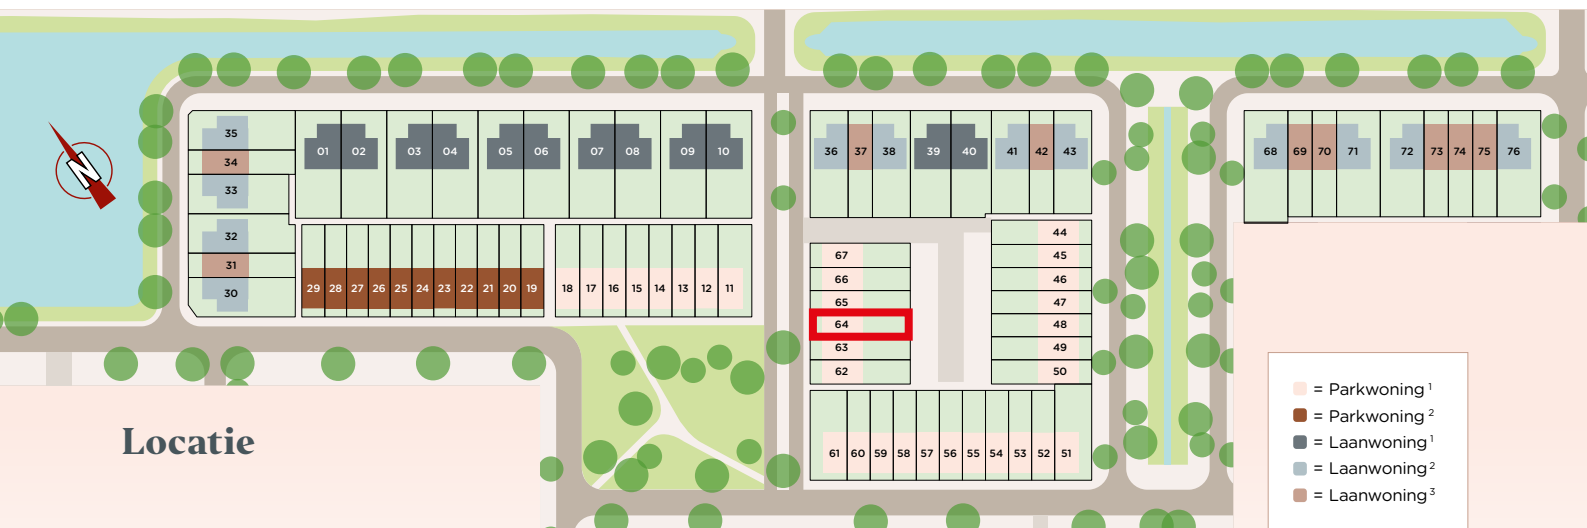 35
34
33
32
31
30
01 02 03 04 05 06 07 08 09 10
29 28 27 26 25 24 23 22 21 20 19
18 17 16 15 14 13 12 11
36 37 38 39 40 41 42 43
44
45
46
47
48
49
50
67
66
65
64
63
62
61 60 59 58 57 56 55 54 53 52 51
68 69 70 71 72 73 74 75 76
N
Locatie
= Parkwoning ¹
= Parkwoning ²
= Laanwoning ¹
= Laanwoning ²
= Laanwoning ³